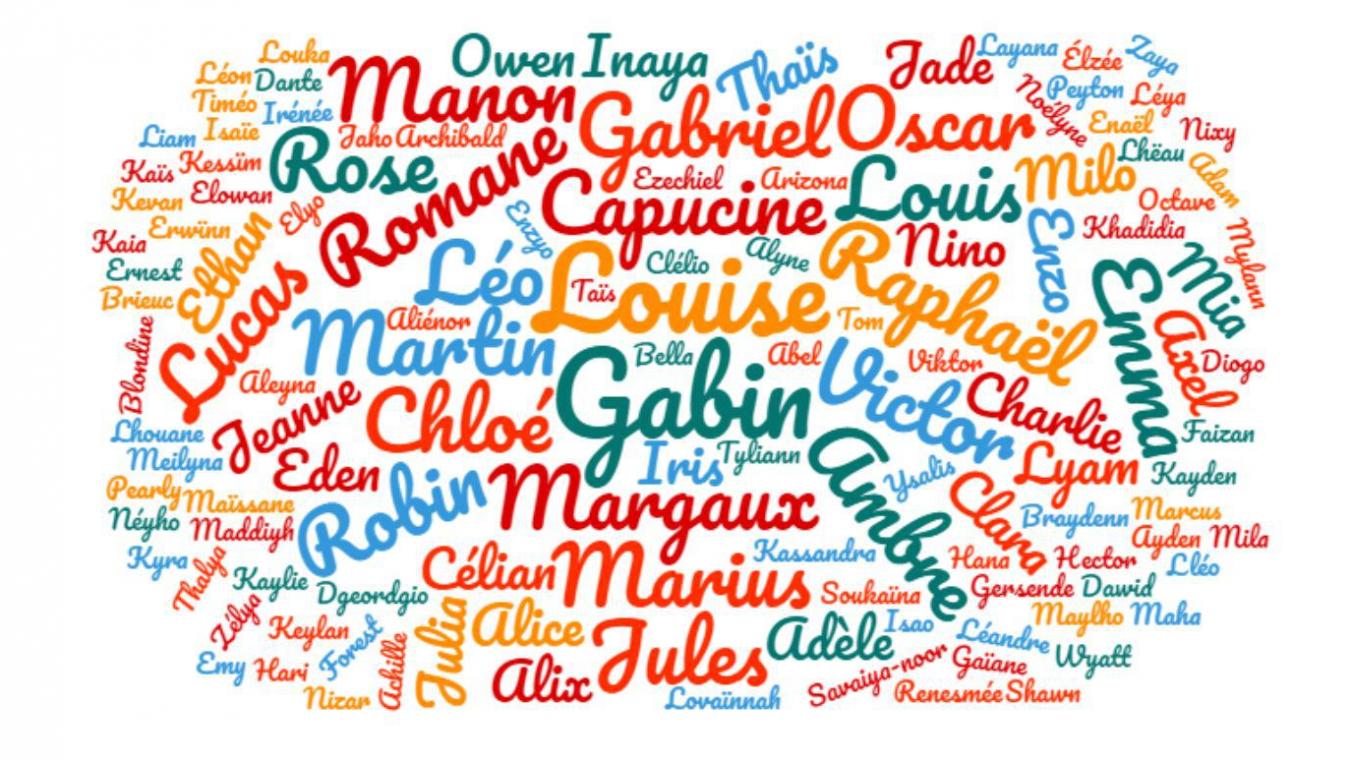 Louka
Owen
Inaya
Thaïs
Jade
Layana
Élzée
Zaya
Léon
Dante
Manon
Noélyne
Peyton
Léya
Timéo
Irénée
Gabriel
Oscar
Enaël
Nixy
Liam
Isaïe
Jaho
Archibald
Lhëau
Kaïs
Kessüm
Rose
Romane
Ezechiel
Arizona
Louis
Milo
Adam
Kevan
Elowan
Elyo
Capucine
Octave
Erwünn
Enzyo
Nino
Enzo
Khadidia
Mylann
Kaia
Ethan
Clélio
Alyne
Raphaël
Mia
Ernest
Léo
Louise
Taïs
Emma
Brieuc
Lucas
Martin
Aliénor
Tom
Axel
Blondine
Bella
Abel
Viktor
Diogo
Aleyna
Gabin
Victor
Charlie
Lhouane
Jeanne
Chloé
Faizan
Meilyna
Eden
Iris
Tyliann
Ambre
Ysalis
Lyam
Kayden
Pearly
Maïssane
Robin
Margaux
Clara
Braydenn
Marcus
Néyho
Maddiyh
Ayden
Mila
Kyra
Thalya
Kassandra
Hana
Hector
Lléo
Kaylie
Dgeordgio
Célian
Marius
Soukaïna
Gersende
Dawid
Zélya
Keylan
Forest
Julia
Alice
Jules
Adèle
Isao
Maylho
Maha
Léandre
Emy
Hari
Achille
Alix
Savaiya-noor
Gaïane
Wyatt
Nizar
Lovaïnnah
Renesmée
Shawn